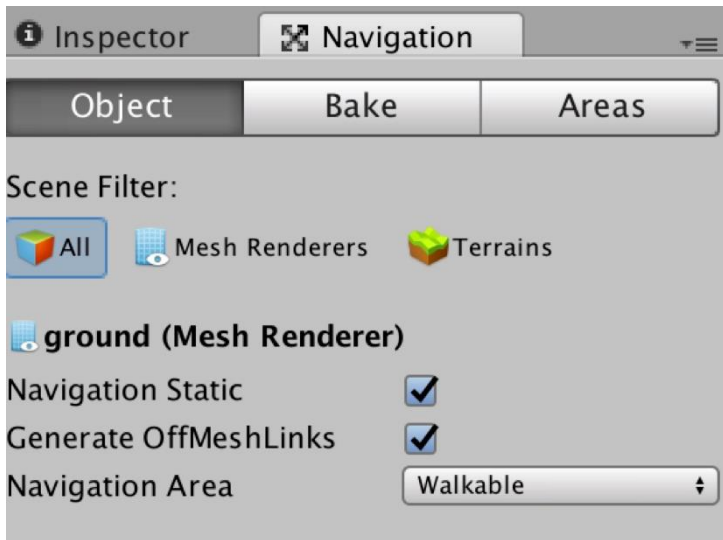 Inspector Navigation
Object Bake Areas
Scene Filter:
All Mesh Renderers Terrains
ground (Mesh Renderer)
Navigation Static
Generate OffMeshLinks
Navigation Area Walkable